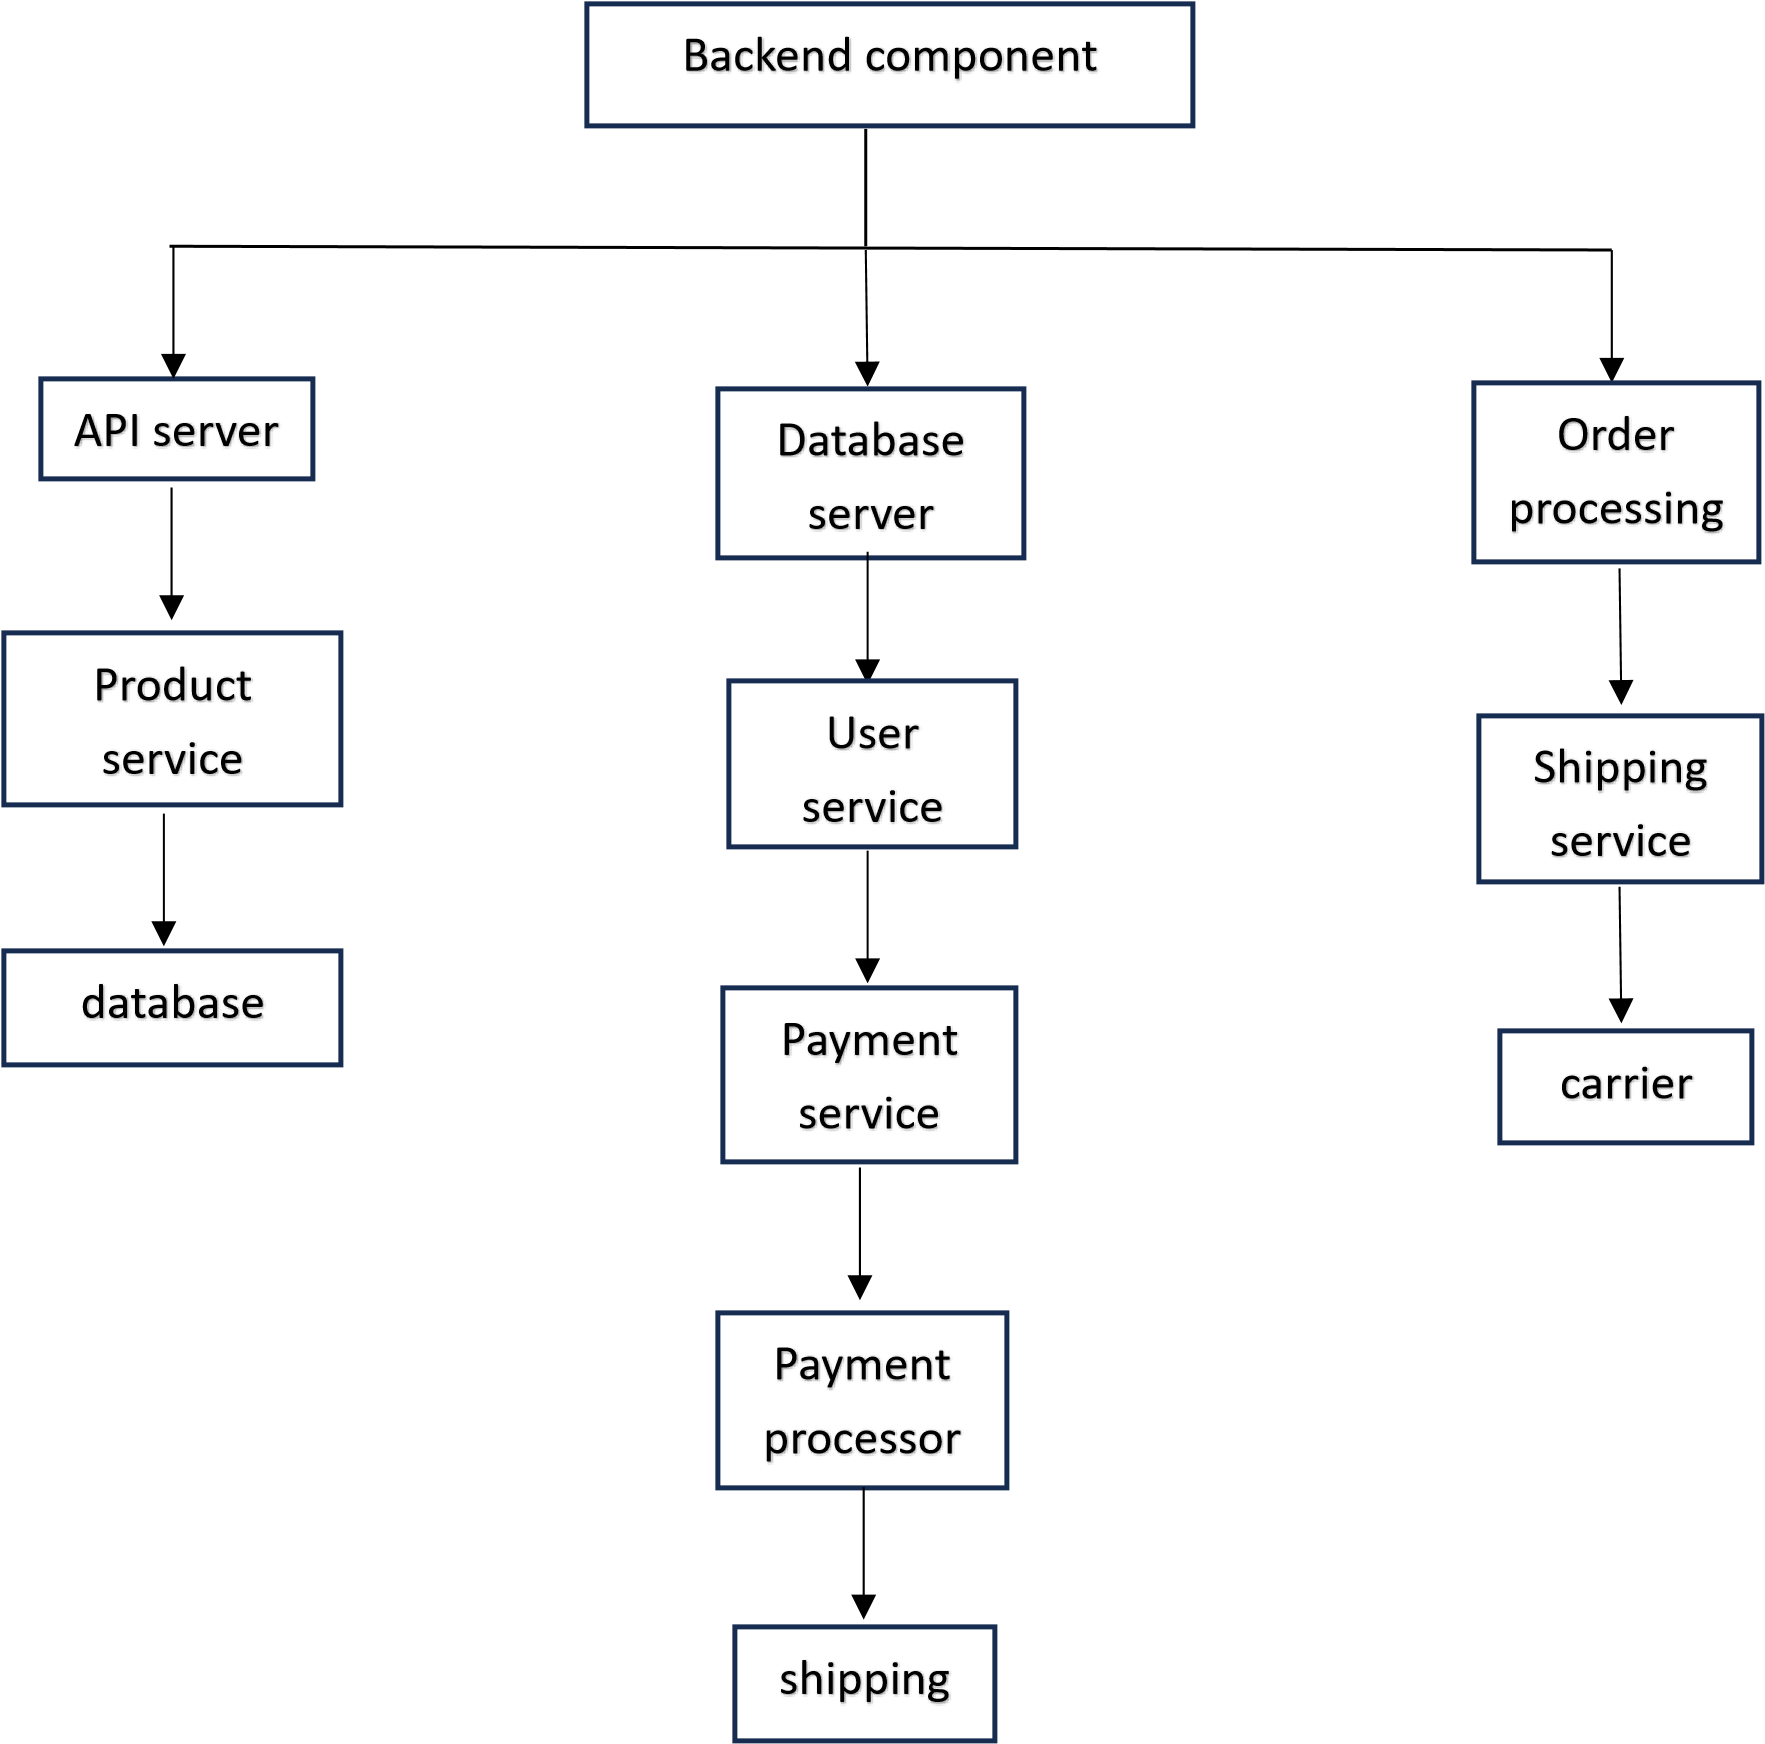 Backend component
API server
Database
server
Order
processing
Product
service
User
service
Shipping
service
database
Payment
service
carrier
Payment
processor
shipping